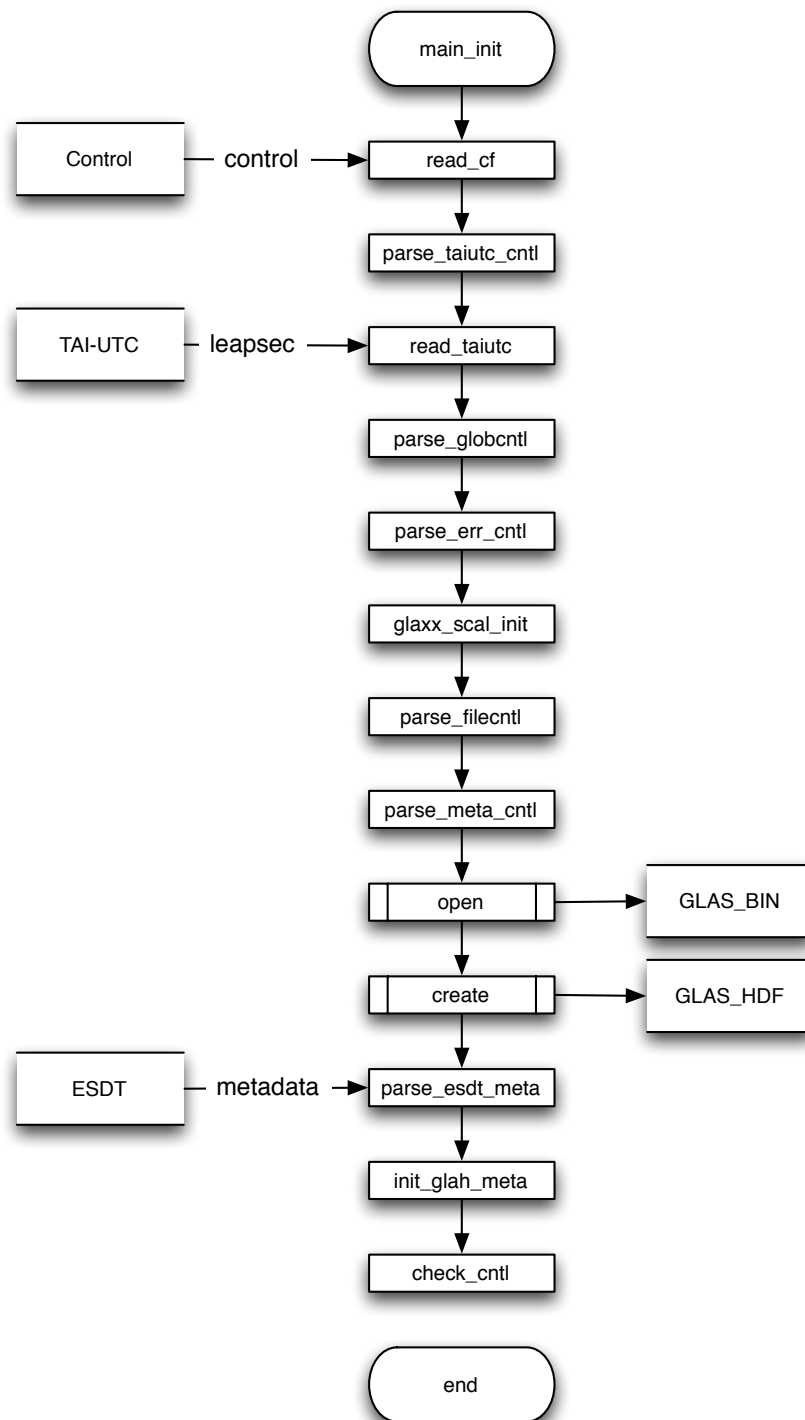 main_init
Control
control
read_cf
parse_taiutc_cntl
TAI-UTC
leapsec
read_taiutc
parse_globcntl
parse_err_cntl
glaxx_scal_init
parse_filecntl
parse_meta_cntl
open
GLAS_BIN
create
GLAS_HDF
ESDT
metadata
parse_esdt_meta
init_glah_meta
check_cntl
end